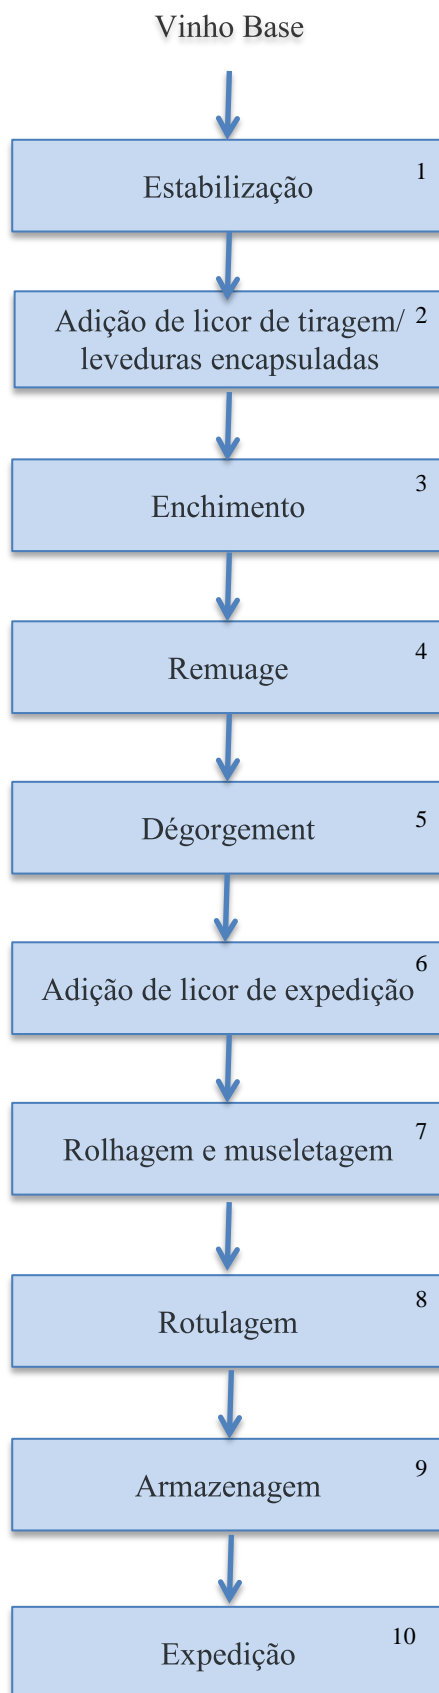 Vinho Base
1
Estabilização
2
Adição de licor de tiragem/
leveduras encapsuladas
3
Enchimento
4
Remuage
5
Dégorgement
6
Adição de licor de expedição
7
Rolhagem e museletagem
8
Rotulagem
9
Armazenagem
10
Expedição